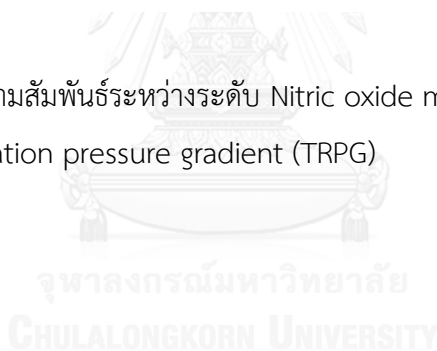 ามสัมพันธ์ระหว่างระดับ Nitric oxide m
ation pressure gradient (TRPG)
จุฬาลงกรณ์มหาวิทยาลัย
CHULALONGKORN UNIVERSITY